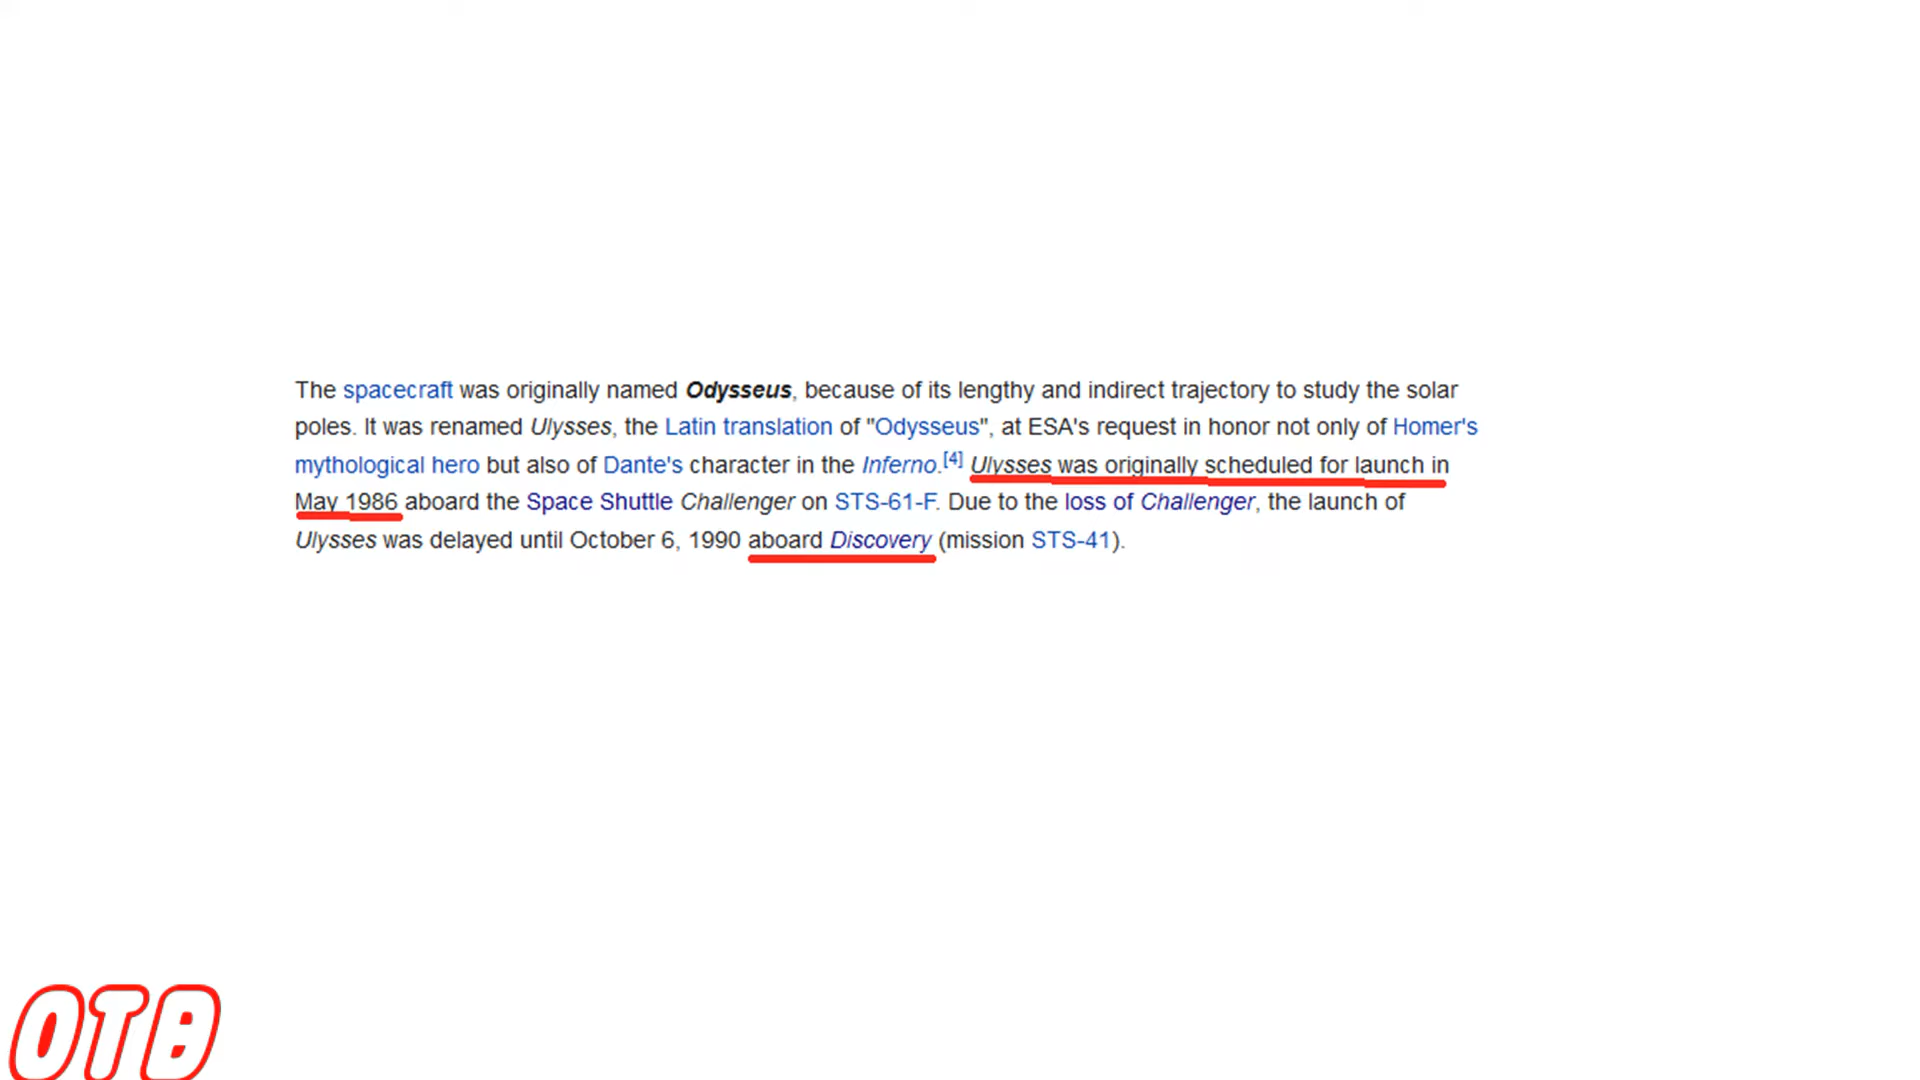 The spacecraft was originally named Odysseus, because of its lengthy and indirect trajectory to study the solar
poles. It was renamed Ulysses, the Latin translation of "Odysseus", at ESA's request in honor not only of Homer's
mythological hero but also of Dante's character in the Inferno.[4] Ulysses was originally scheduled for launch in
May 1986 aboard the Space Shuttle Challenger on STS-61-F. Due to the loss of Challenger, the launch of
Ulysses was delayed until October 6, 1990 aboard Discovery (mission STS-41).
OTB